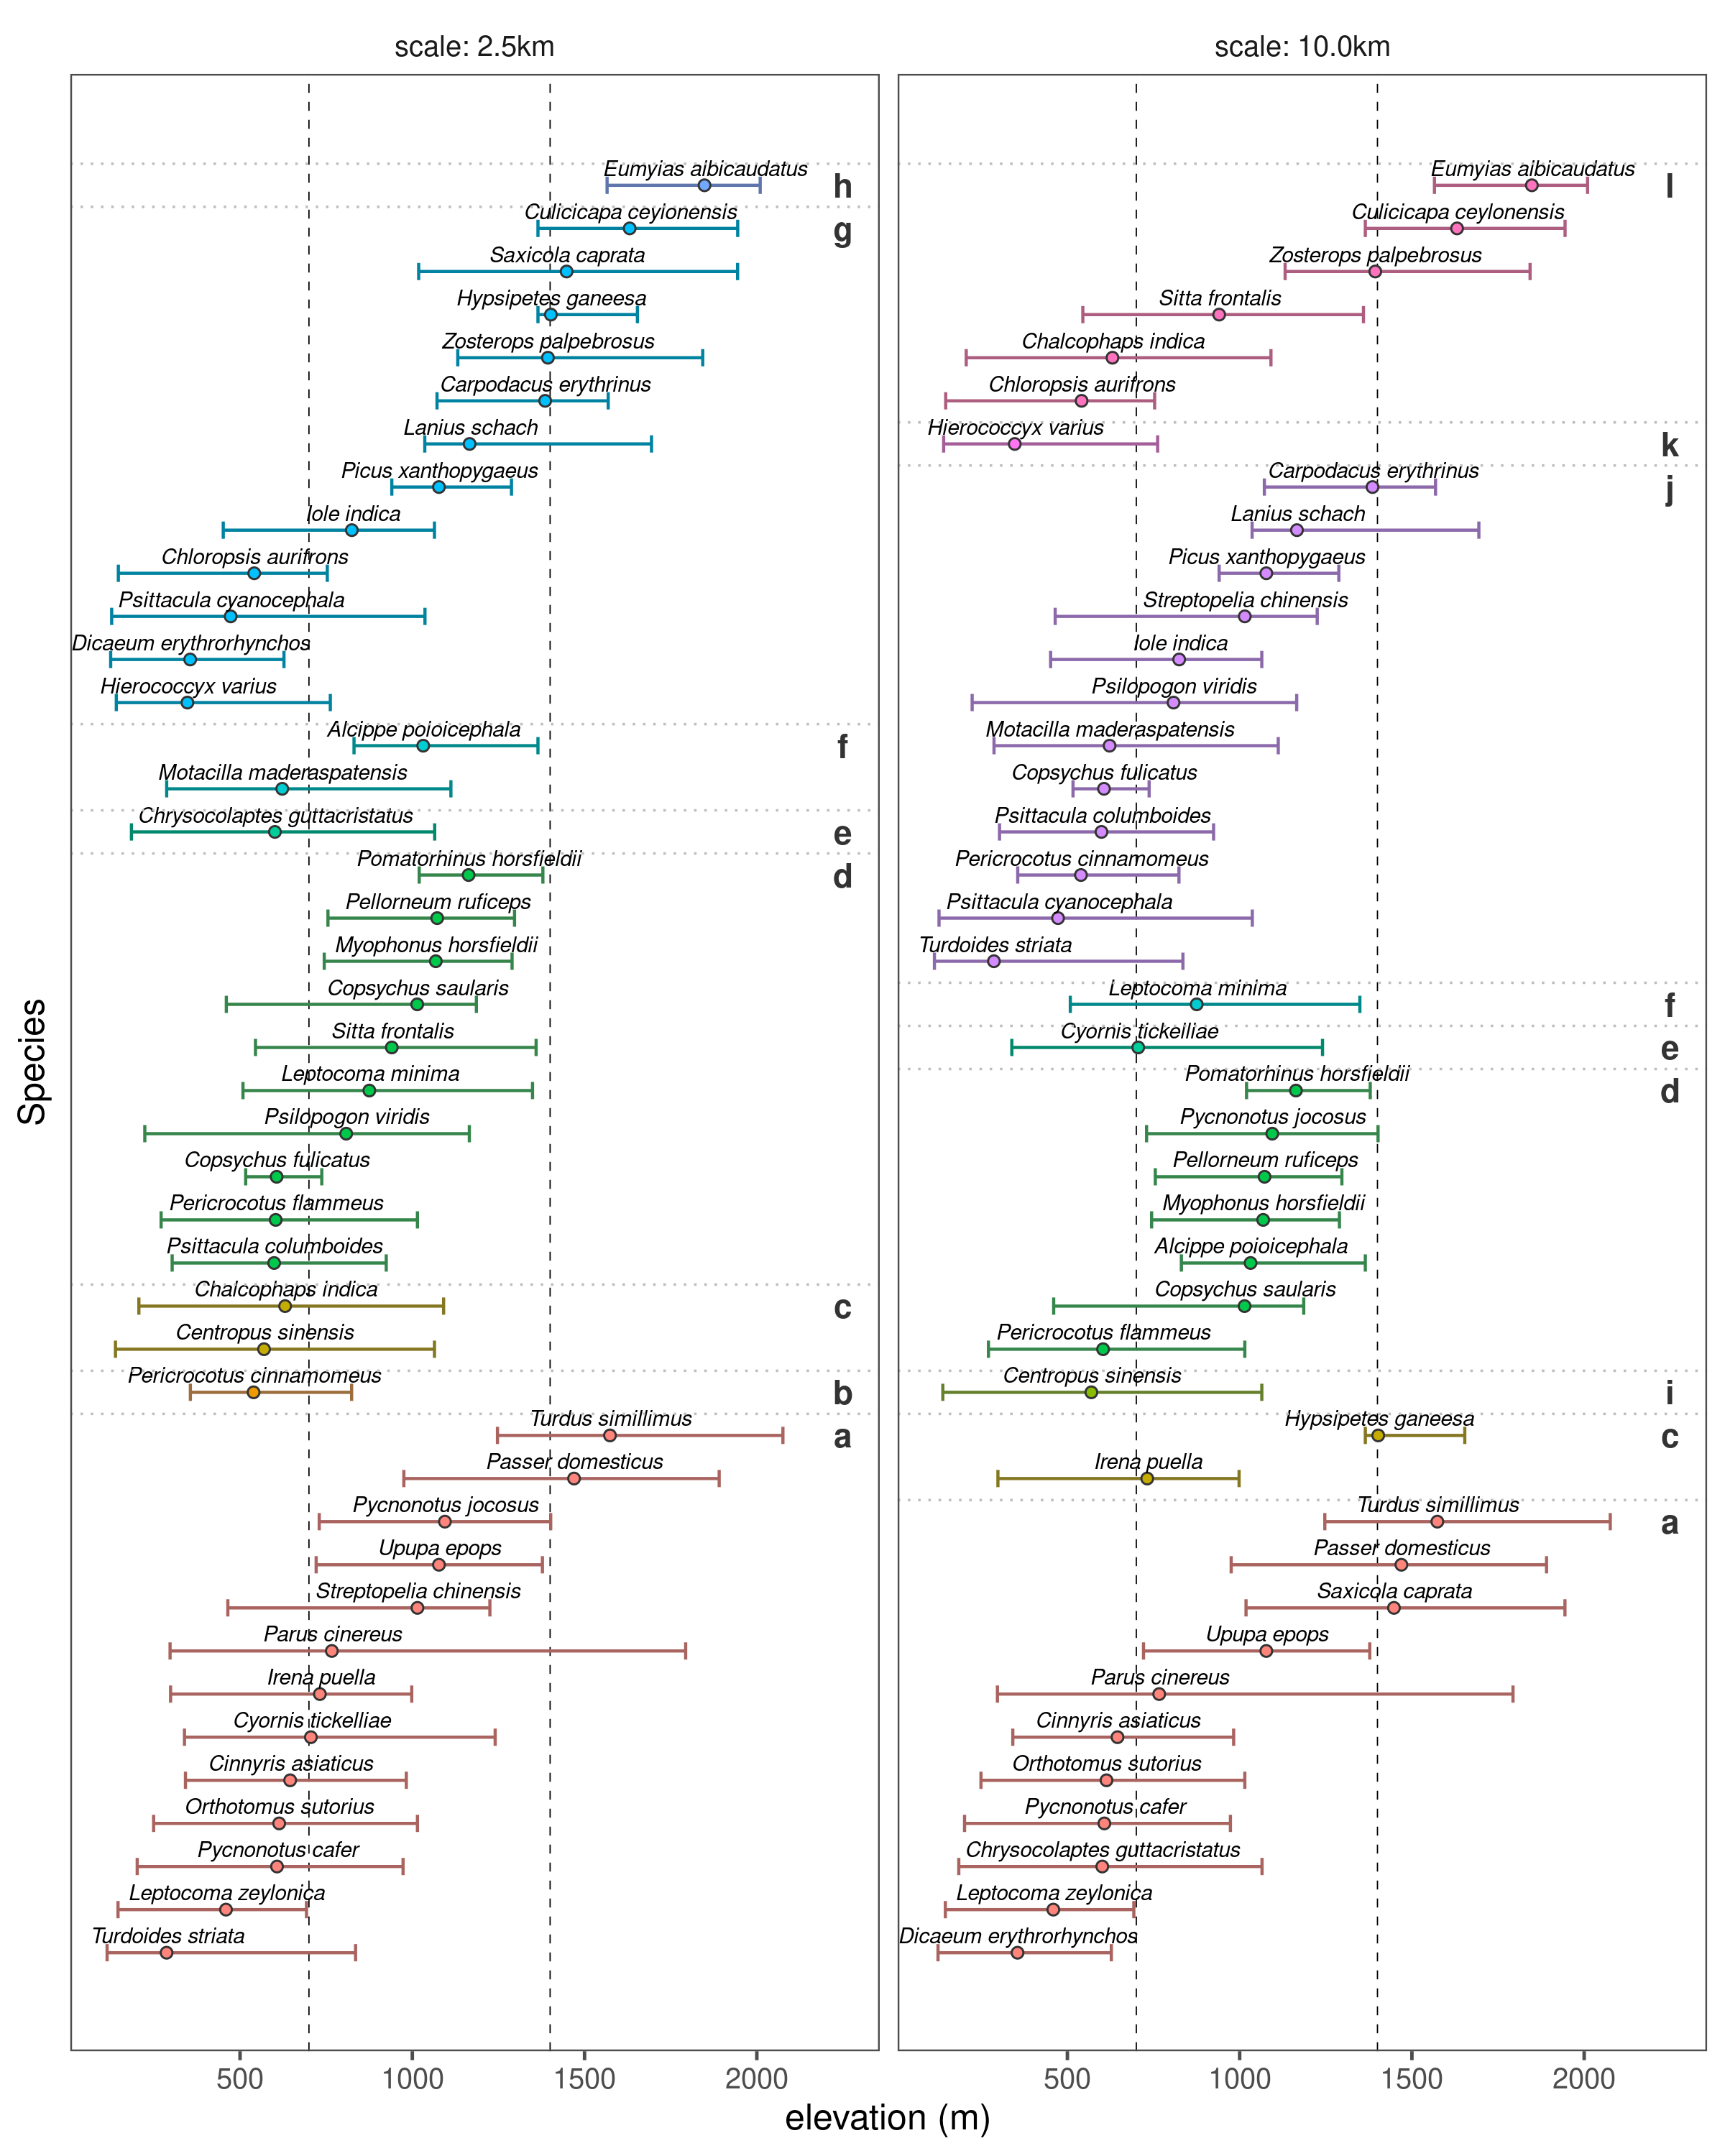 scale: 2.5km
Eumyias albicaudatus
h
Culicicapa ceylonensis
g
Saxicola caprata
Hypsipetes ganeesa
Zosterops palpebrosus
Carpodacus erythrinus
Lanius schach
Picus xanthopygaeus
Iole indica
Chloropsis aurifrons
Psittacula cyanocephala
Dicaeum erythrorhynchos
Hierococcyx varius
Alcippe poioicephala
f
Motacilla maderaspatensis
Chrysocolaptes guttacristatus
e
Pomatorhinus horsfieldii
d
Pellorneum ruficeps
Myophonus horsfieldii
Copsychus saularis
Sitta frontalis
Leptocoma minima
Psilopogon viridis
Copsychus fulicatus
Pericrocotus flammeus
Psittacula columboides
Chalcophaps indica
c
Centropus sinensis
Pericrocotus cinnamomeus
b
Turdus simillimus
a
Passer domesticus
Pycnonotus jocosus
Upupa epops
Streptopelia chinensis
Parus cinereus
Irena puella
Cyornis tickelliae
Cinnyris asiaticus
Orthotomus sutorius
Pycnonotus cafer
Leptocoma zeylonica
Turdoides striata
500 1000 1500 2000
scale: 10.0km
Eumyias albicaudatus
l
Culicicapa ceylonensis
Zosterops palpebrosus
Sitta frontalis
Chalcophaps indica
Chloropsis aurifrons
Hierococcyx varius
k
Carpodacus erythrinus
j
Lanius schach
Picus xanthopygaeus
Streptopelia chinensis
Iole indica
Psilopogon viridis
Motacilla maderaspatensis
Copsychus fulicatus
Psittacula columboides
Pericrocotus cinnamomeus
Psittacula cyanocephala
Turdoides striata
Leptocoma minima
f
Cyornis tickelliae
e
Pomatorhinus horsfieldii
d
Pycnonotus jocosus
Pellorneum ruficeps
Myophonus horsfieldii
Alcippe poioicephala
Copsychus saularis
Pericrocotus flammeus
Centropus sinensis
i
Hypsipetes ganeesa
c
Irena puella
Turdus simillimus
a
Passer domesticus
Saxicola caprata
Upupa epops
Parus cinereus
Cinnyris asiaticus
Orthotomus sutorius
Pycnonotus cafer
Chrysocolaptes guttacristatus
Leptocoma zeylonica
Dicaeum erythrorhynchos
500 1000 1500 2000
Species
elevation (m)